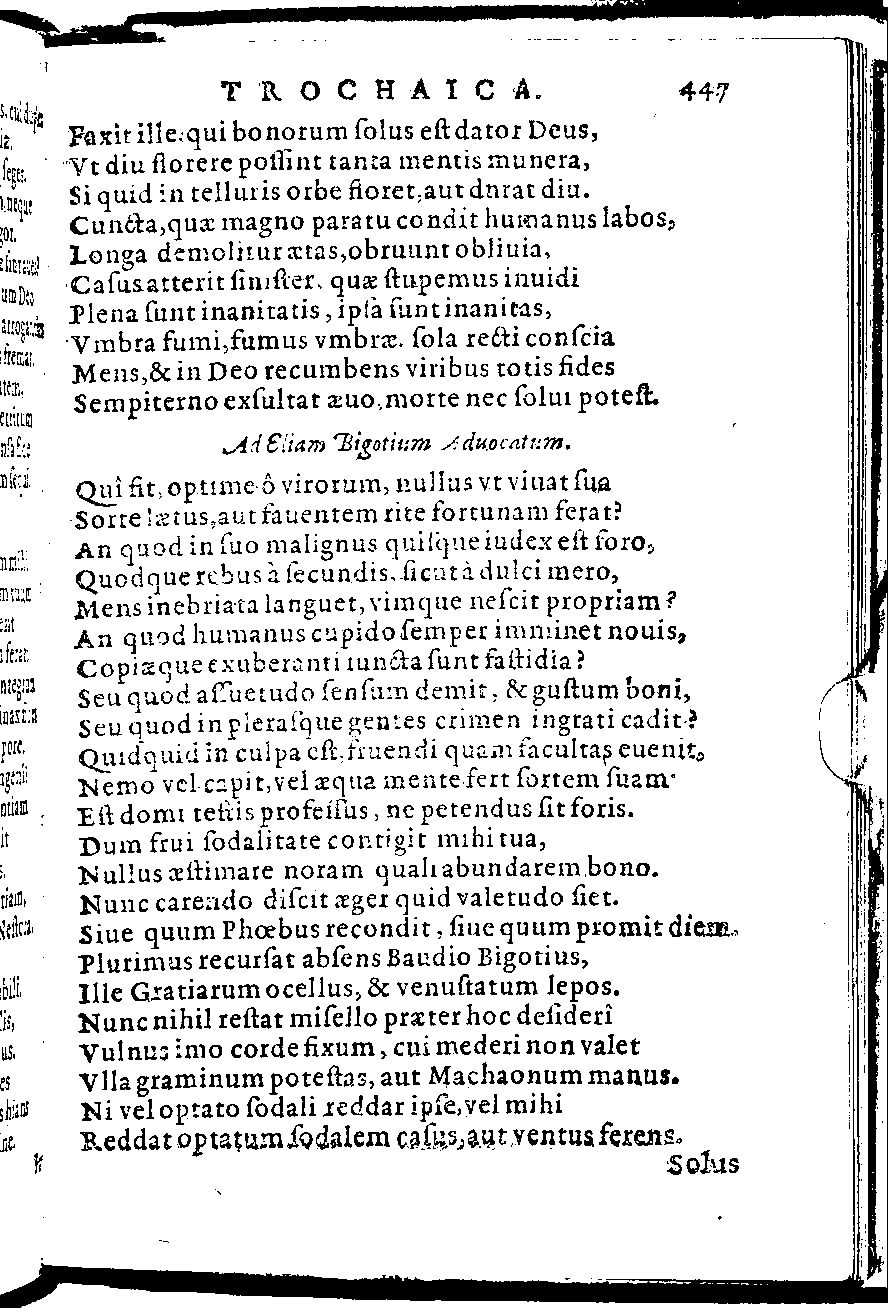 TROCHAICA. 447
Faxit ille, qui bonorum ſolus eſt dator Deus,
Vt diu florere poſſint tanta mentis munera,
Si quid in telluris orbe floret, aut durat diu.
Cuncta, quæ magno paratu condit humanus labos,
Longa demolitur ætas, obruunt obliuia,
Caſus atterit ſiniſter. quæ ſtupemus inuidi
Plena ſunt inanitatis, ipſà ſunt inanitas,
Vmbra fumi, fumus vmbræ. ſola recti conſcia
Mens, & in Deo recumbens viribus totis fides
Sempiterno exſultat æuo, morte nec ſolui poteſt.
Ad Eliam Bigotium Aduocatum.
Quî fit, optime ô virorum, nullus vt viuat ſua
Sorte lætus, aut fauentem rite fortunam ferat?
An quod in ſuo malignus quiſque iudex eſt foro,
Quodque rebus à ſecundis, ſicut à dulci mero,
Mens inebriata languet, vimque neſcit propriam?
An quod humanus cupido ſemper imminet nouis,
Copiæque exuberanti iuncta ſunt faſtidia?
Seu quod aſſuetudo ſenſum demit, & guſtum boni,
Seu quod in pleraſque gentes crimen ingrati cadit?
Quidquid in culpa eſt, fruendi quam facultas euenit,
Nemo vel capit, vel æqua mente fert ſortem ſuam·
Eſt domi teſtis profeſſus, ne petendus ſit foris.
Dum frui ſodalitate contigit mihi tua,
Nullus æſtimare noram quali abundarem bono.
Nunc carendo diſcit æger quid valetudo ſiet.
Siue quum Phœbus recondit, ſiue quum promit diem,
Plurimus recurſat abſens Baudio Bigotius,
Ille Gratiarum ocellus, & venuſtatum lepos.
Nunc nihil reſtat miſello præter hoc deſiderî
Vulnus imo corde fixum, cui mederi non valet
Vlla graminum poteſtas, aut Machaonum manus.
Ni vel optato ſodali reddar ipſe, vel mihi
Reddat optatum ſodalem caſus, aut ventus ferens.
Solus